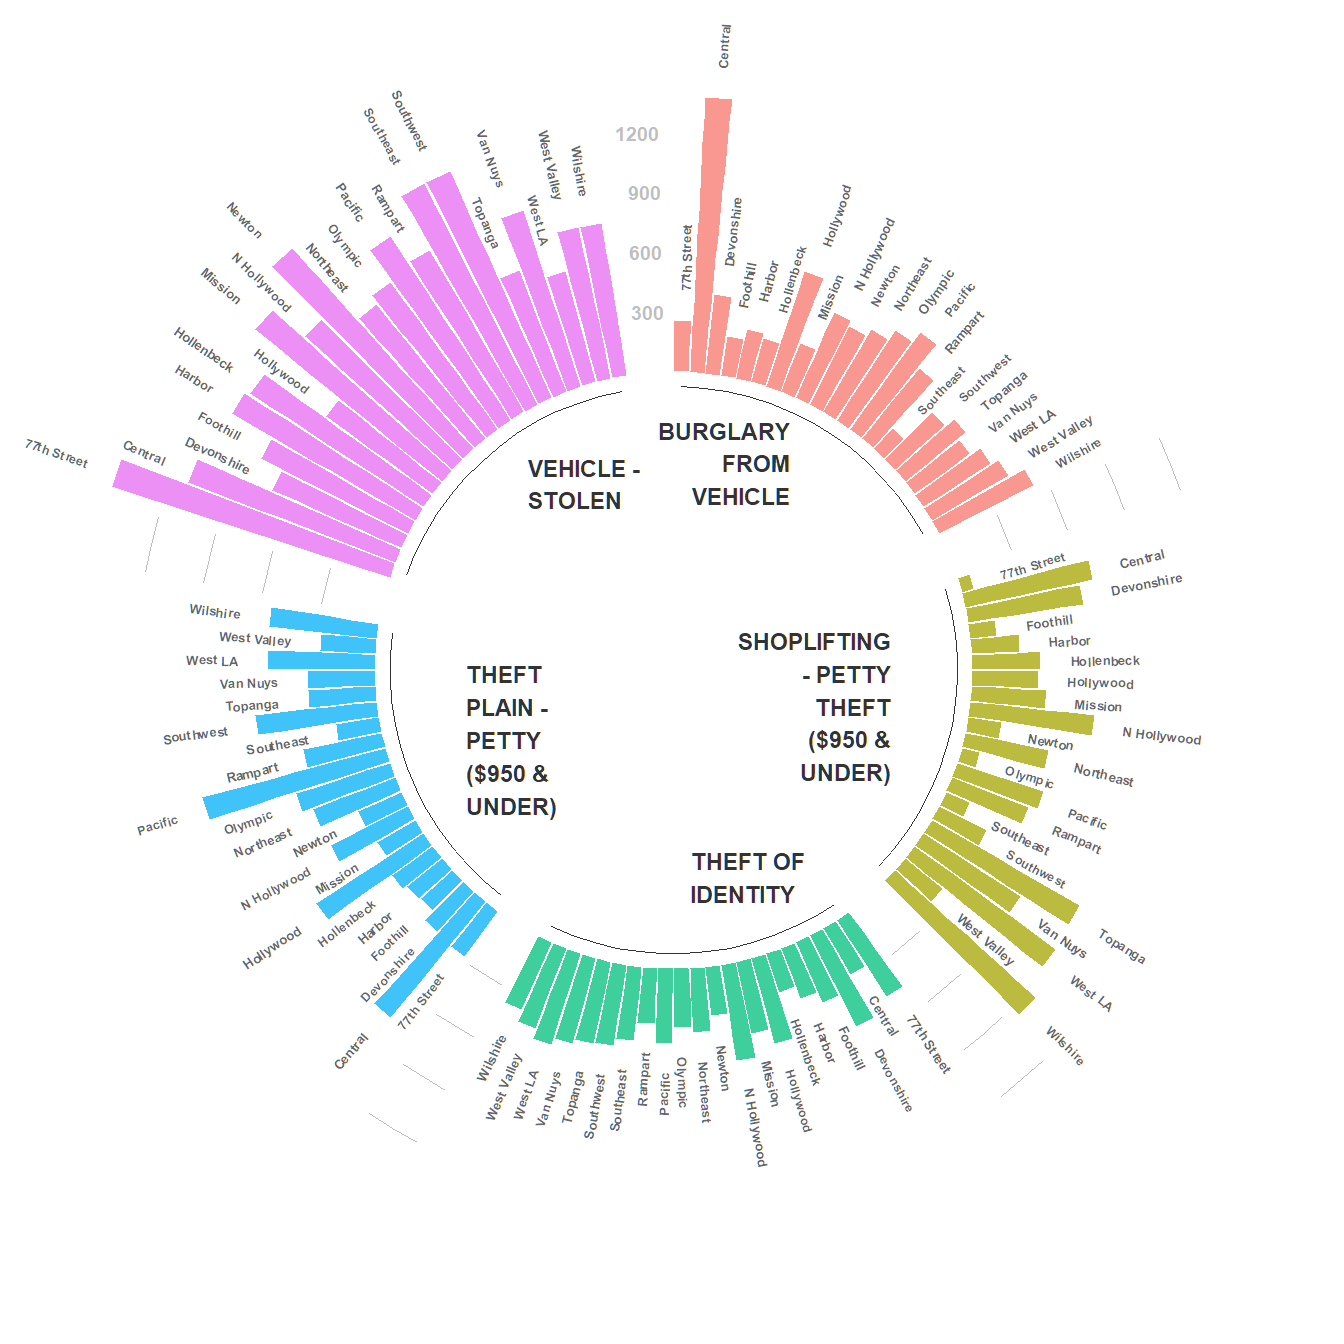 1200
900
600
300
BURGLARY
FROM
VEHICLE
77th Street
Central
Devonshire
Foothill
Harbor
Hollenbeck
Hollywood
Mission
N Hollywood
Newton
Northeast
Olympic
Pacific
Rampart
Southeast
Southwest
Topanga
Van Nuys
West LA
West Valley
Wilshire
SHOPLIFTING
- PETTY
THEFT
($950 &
UNDER)
77th Street
Central
Devonshire
Foothill
Harbor
Hollenbeck
Hollywood
Mission
N Hollywood
Newton
Northeast
Olympic
Pacific
Rampart
Southeast
Southwest
Topanga
Van Nuys
West LA
West Valley
Wilshire
THEFT OF
IDENTITY
77th Street
Central
Devonshire
Foothill
Harbor
Hollenbeck
Hollywood
Mission
N Hollywood
Newton
Northeast
Olympic
Pacific
Rampart
Southeast
Southwest
Topanga
Van Nuys
West LA
West Valley
Wilshire
THEFT
PLAIN -
PETTY
($950 &
UNDER)
77th Street
Central
Devonshire
Foothill
Harbor
Hollenbeck
Hollywood
Mission
N Hollywood
Newton
Northeast
Olympic
Pacific
Rampart
Southeast
Southwest
Topanga
Van Nuys
West LA
West Valley
Wilshire
VEHICLE -
STOLEN
77th Street
Central
Devonshire
Foothill
Harbor
Hollenbeck
Hollywood
Mission
N Hollywood
Newton
Northeast
Olympic
Pacific
Rampart
Southeast
Southwest
Topanga
Van Nuys
West LA
West Valley
Wilshire